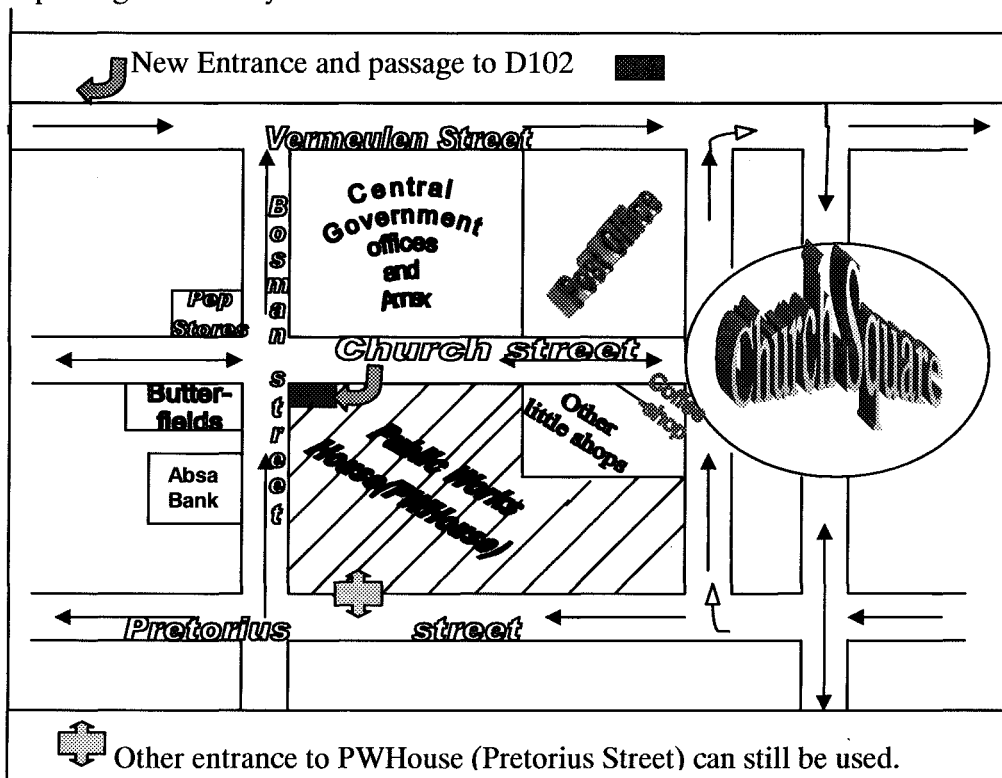 New Entrance and passage to D102
Vermeulen Street
Bosman street
Central
Government
offices
and
Annex
Post Office
Pep
Stores
Church street
Church Square
Butter-
fields
Coffee
shop
Other
little shops
Public Works
House(PWHouse)
Absa
Bank
Pretorius street
Other entrance to PWHouse (Pretorius Street) can still be used.